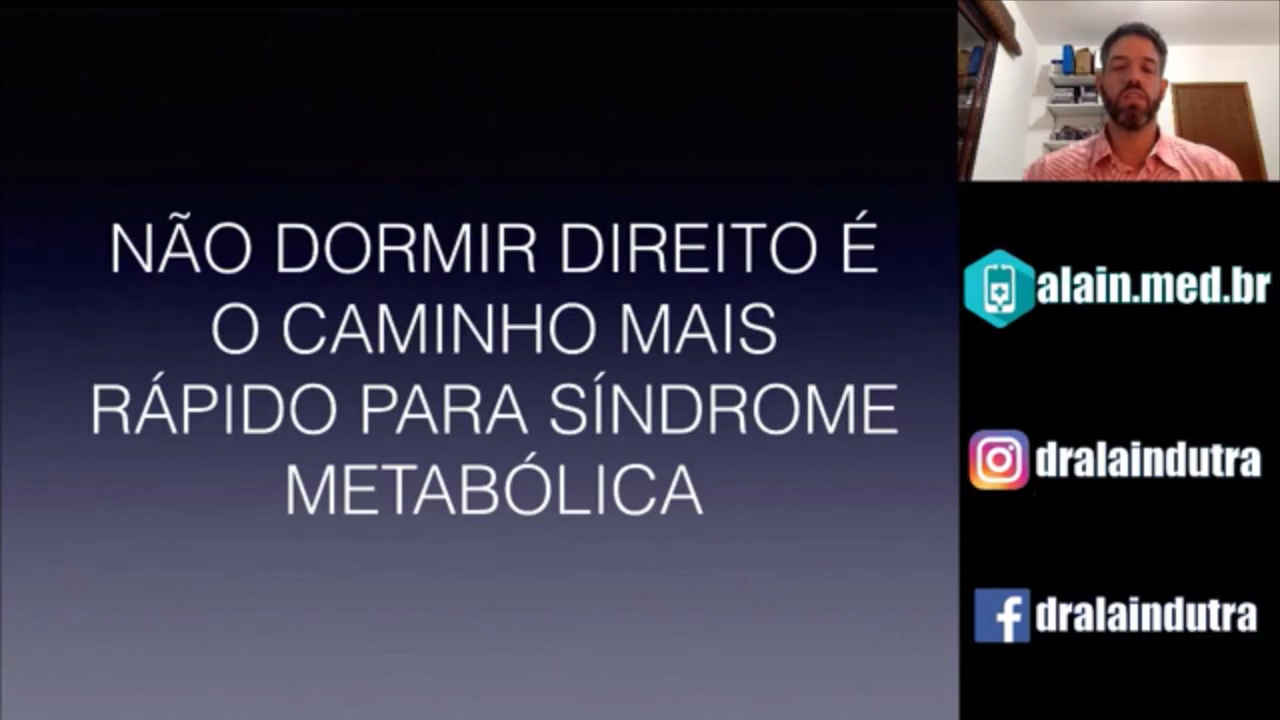 NÃO DORMIR DIREITO É
O CAMINHO MAIS
RÁPIDO PARA SÍNDROME
METABÓLICA
alain.med.br
dralaindutra
dralaindutra